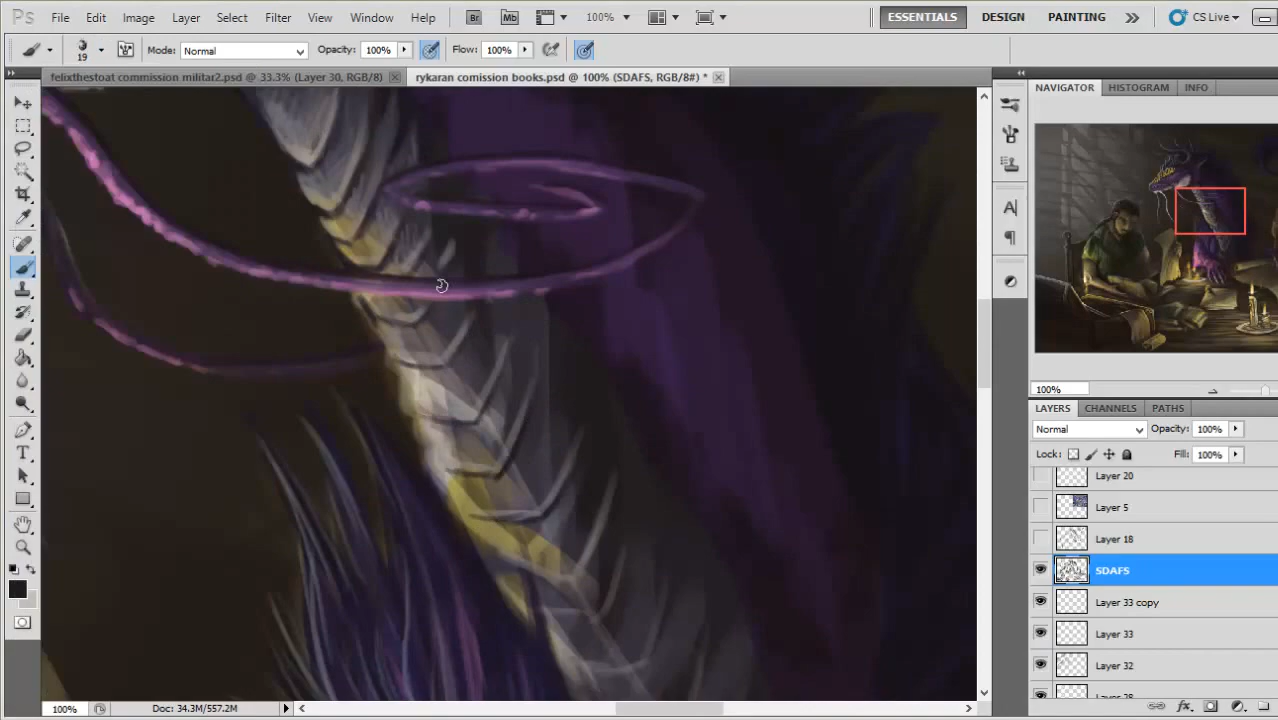 Ps File Edit Image Layer Select Filter View Window Help Br Mb 100% ESSENTIALS DESIGN PAINTING CS Live
19 Mode: Normal Opacity: 100% Flow: 100%
felixthestoat commission militar2.psd @ 33.3% (Layer 30, RGB/8) rykaran comission books.psd @ 100% (SDAFS, RGB/8#) *
NAVIGATOR HISTOGRAM INFO
100%
LAYERS CHANNELS PATHS
Normal Opacity: 100%
Lock: Fill: 100%
Layer 20
Layer 5
Layer 18
SDAFS
Layer 33 copy
Layer 33
Layer 32
100% Doc: 34.3M/557.2M